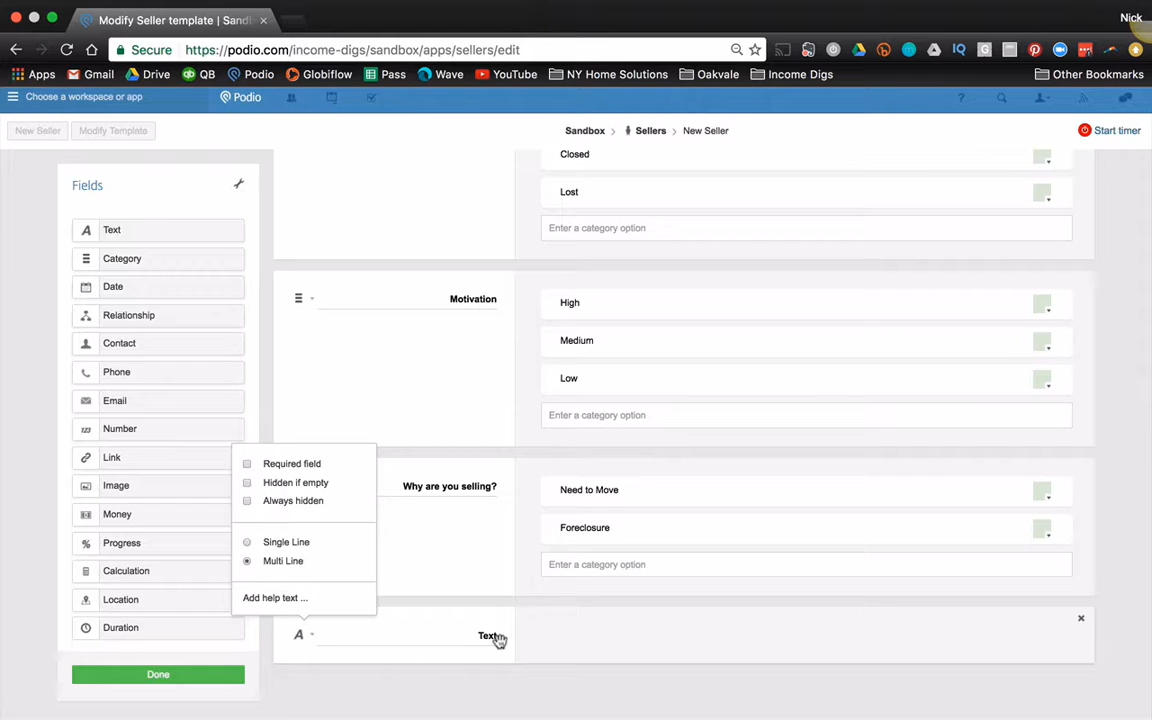 Modify Seller template | Sand
Nick
Secure
https://podio.com/income-digs/sandbox/apps/sellers/edit
Apps
Gmail
Drive
QB
Podio
Globiflow
Pass
Wave
YouTube
NY Home Solutions
Oakvale
Income Digs
Other Bookmarks
Choose a workspace or app
Podio
New Seller
Modify Template
Sandbox
Sellers
New Seller
Start timer
Fields
Text
Category
Date
Relationship
Contact
Phone
Email
Number
Link
Image
Money
Progress
Calculation
Location
Duration
Done
Closed
Lost
Enter a category option
Motivation
High
Medium
Low
Enter a category option
Required field
Hidden if empty
Always hidden
Single Line
Multi Line
Add help text ...
Why are you selling?
Need to Move
Foreclosure
Enter a category option
Text